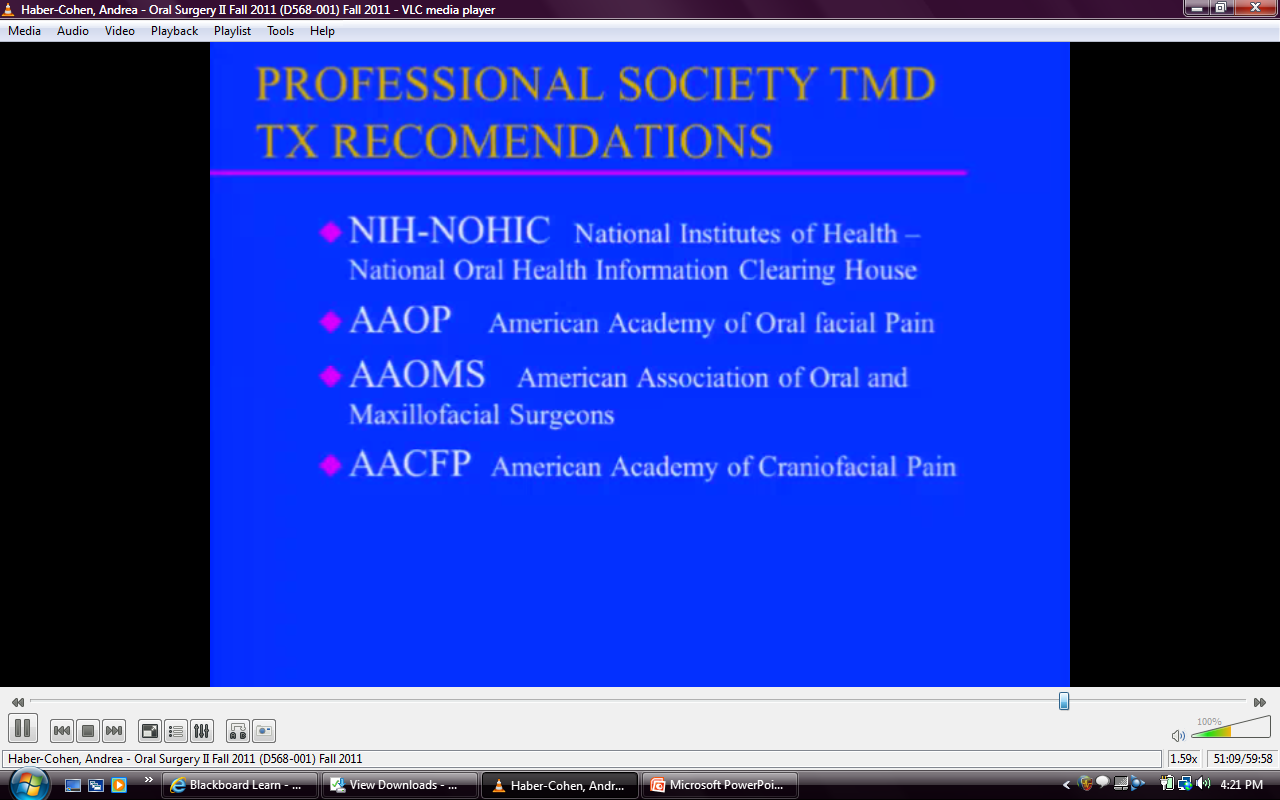 Haber-Cohen, Andrea - Oral Surgery II Fall 2011 (D568-001) Fall 2011 - VLC media player
Media Audio Video Playback Playlist Tools Help
PROFESSIONAL SOCIETY TMD
TX RECOMENDATIONS
NIH-NOHIC National Institutes of Health –
National Oral Health Information Clearing House
AAOP American Academy of Oral facial Pain
AAOMS American Association of Oral and
Maxillofacial Surgeons
AACFP American Academy of Craniofacial Pain
100%
Haber-Cohen, Andrea - Oral Surgery II Fall 2011 (D568-001) Fall 2011 1.59x 51:09/59:58
Blackboard Learn - ... View Downloads - ... Haber-Cohen, Andr... Microsoft PowerPoi... 4:21 PM